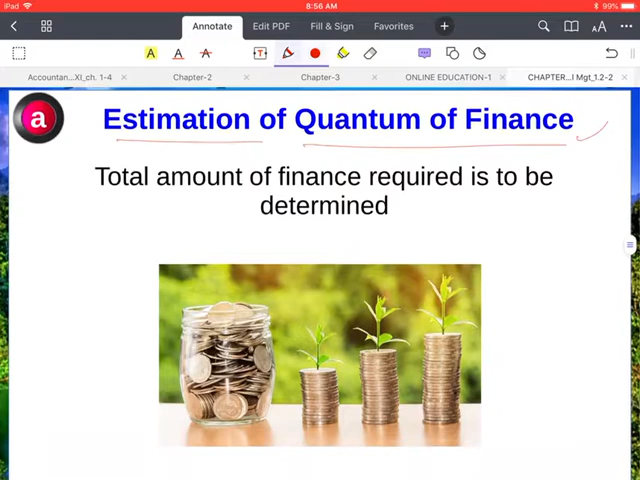 iPad 8:56 AM 99%
Annotate Edit PDF Fill & Sign Favorites
A A A T AA
Accountan..._XI_ch. 1-4 × Chapter-2 × Chapter-3 × ONLINE EDUCATION-1 × CHAPTER...l Mgt_1.2-2 ×
a
Estimation of Quantum of Finance
Total amount of finance required is to be
determined